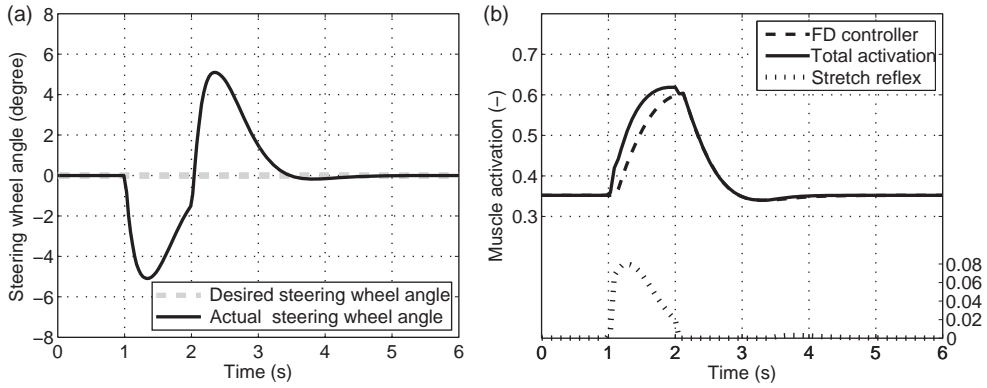 (a)
Steering wheel angle (degree)
8
6
4
2
0
−2
−4
−6
−8
Desired steering wheel angle
Actual steering wheel angle
0 1 2 3 4 5 6
Time (s)
(b)
Muscle activation (−)
0.7
0.6
0.5
0.4
0.3
FD controller
Total activation
Stretch reflex
0.08
0.06
0.04
0.02
0
0 1 2 3 4 5 6
Time (s)